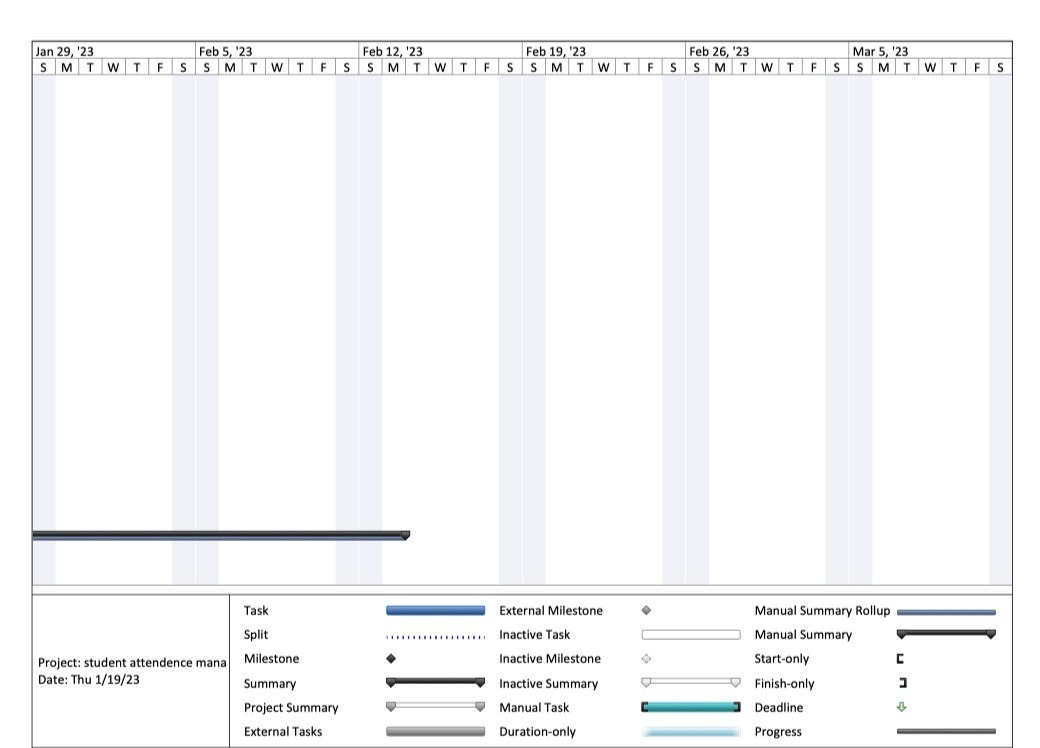 Jan 29, '23 Feb 5, '23 Feb 12, '23 Feb 19, '23 Feb 26, '23 Mar 5, '23
S M T W T F S S M T W T F S S M T W T F S S M T W T F S S M T W T F S S M T W T F S
Task External Milestone Manual Summary Rollup
Split Inactive Task Manual Summary
Project: student attendence mana Milestone Inactive Milestone Start-only
Date: Thu 1/19/23 Summary Inactive Summary Finish-only
Project Summary Manual Task Deadline
External Tasks Duration-only Progress